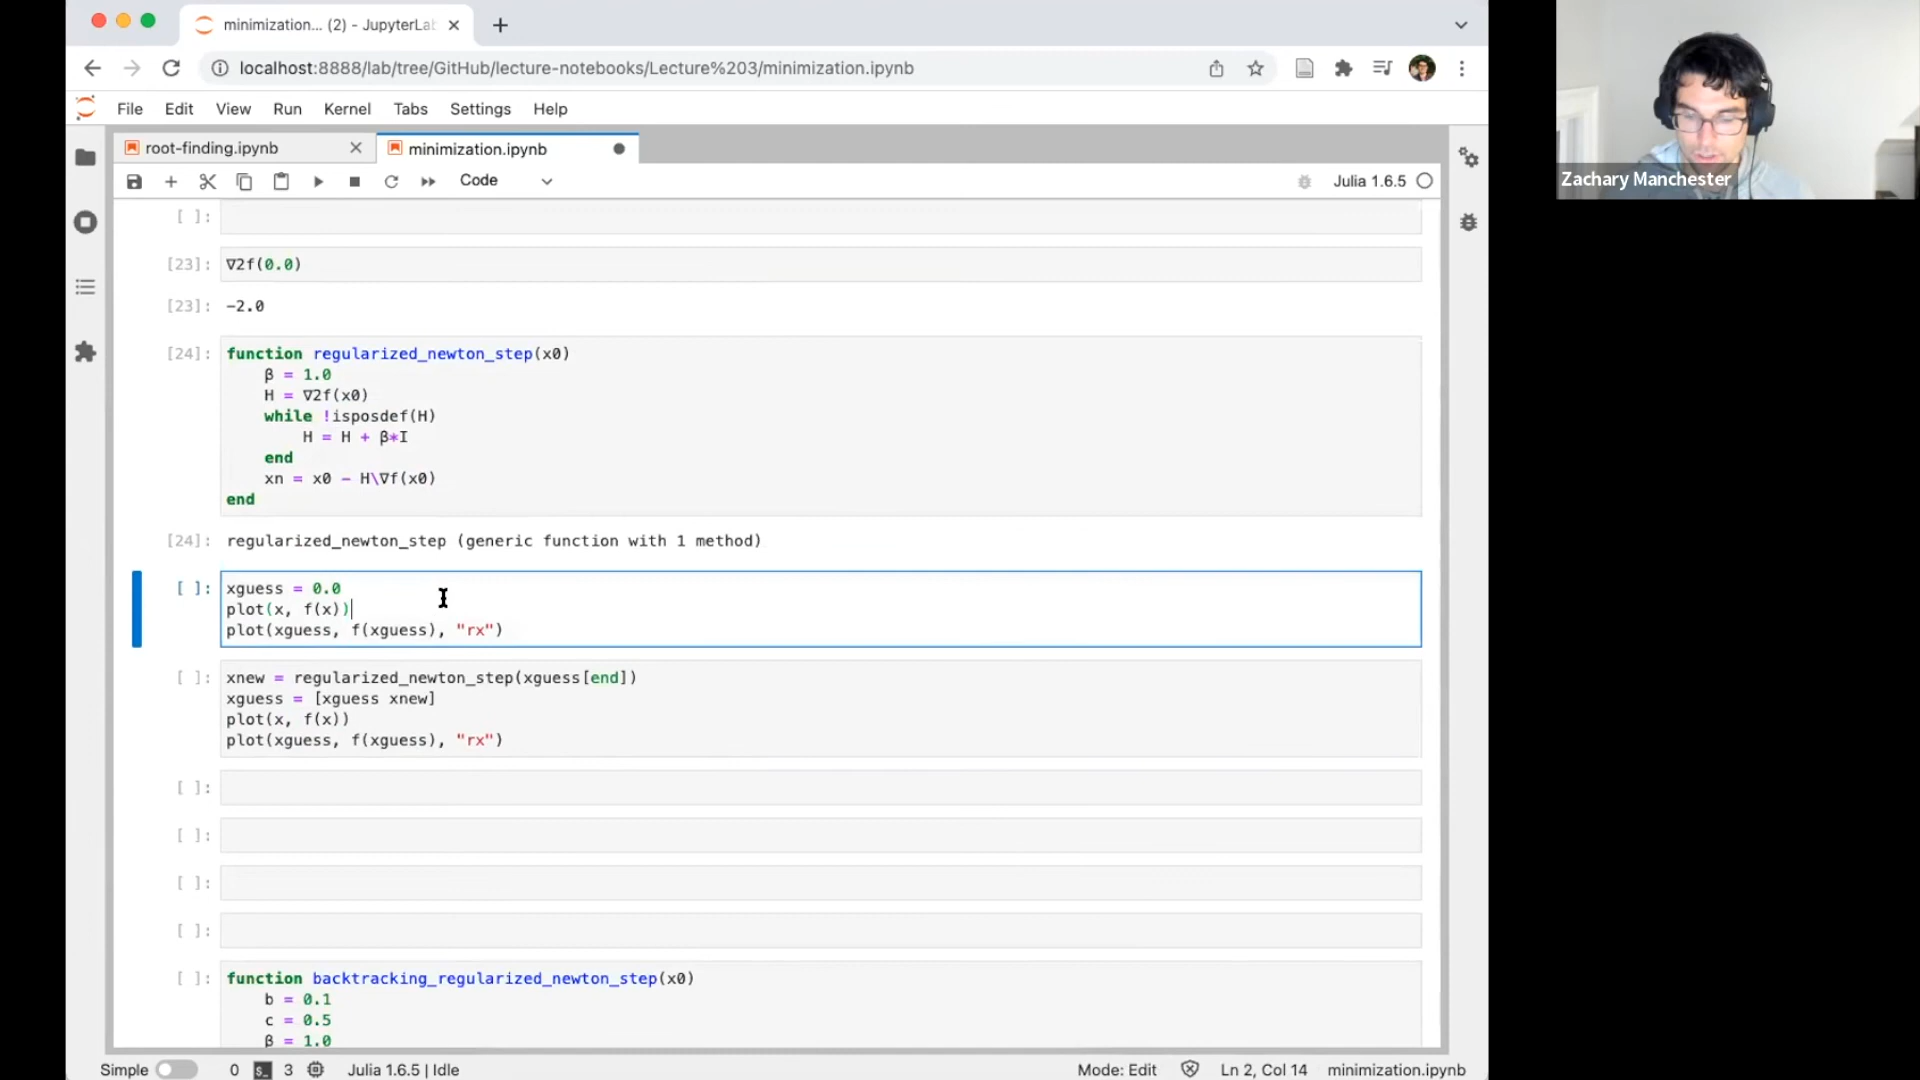 minimization... (2) - JupyterLab
localhost:8888/lab/tree/GitHub/lecture-notebooks/Lecture%203/minimization.ipynb
File Edit View Run Kernel Tabs Settings Help
root-finding.ipynb
minimization.ipynb
Code
Julia 1.6.5
Zachary Manchester
[ ]:
[23]: ∇2f(0.0)
[23]: -2.0
[24]: function regularized_newton_step(x0)
β = 1.0
H = ∇2f(x0)
while !isposdef(H)
H = H + β*I
end
xn = x0 - H\∇f(x0)
end
[24]: regularized_newton_step (generic function with 1 method)
[ ]: xguess = 0.0
plot(x, f(x))
plot(xguess, f(xguess), "rx")
[ ]: xnew = regularized_newton_step(xguess[end])
xguess = [xguess xnew]
plot(x, f(x))
plot(xguess, f(xguess), "rx")
[ ]:
[ ]:
[ ]:
[ ]:
[ ]: function backtracking_regularized_newton_step(x0)
b = 0.1
c = 0.5
β = 1.0
Simple 0 $_ 3 Julia 1.6.5 | Idle Mode: Edit Ln 2, Col 14 minimization.ipynb